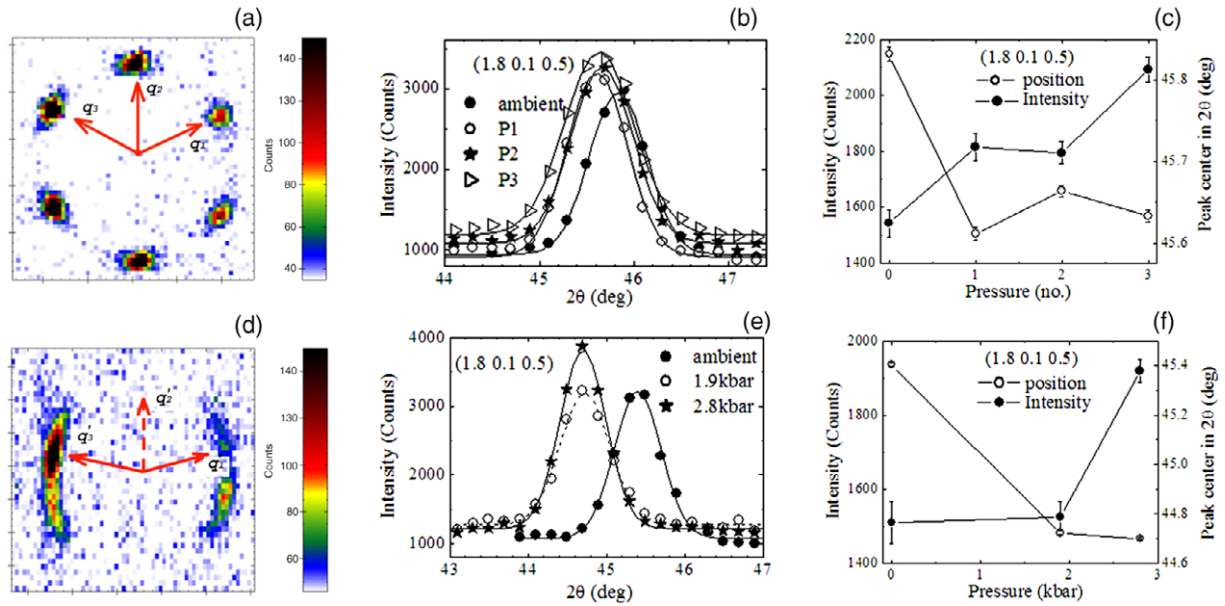 (a)
q3
q2
q1
140
120
100
80
60
40
Counts
(b)
(1.8 0.1 0.5)
ambient
P1
P2
P3
3000
2000
1000
Intensity (Counts)
44
45
46
47
2θ (deg)
(c)
(1.8 0.1 0.5)
position
Intensity
2200
2000
1800
1600
1400
Intensity (Counts)
45.8
45.7
45.6
Peak center in 2θ (deg)
0
1
2
3
Pressure (no.)
(d)
q'2
q'3
q'1
140
120
100
80
60
Counts
(e)
(1.8 0.1 0.5)
ambient
1.9kbar
2.8kbar
4000
3000
2000
1000
Intensity (Counts)
43
44
45
46
47
2θ (deg)
(f)
(1.8 0.1 0.5)
position
Intensity
2000
1900
1800
1700
1600
1500
1400
Intensity (Counts)
45.4
45.2
45.0
44.8
44.6
Peak center in 2θ (deg)
0
1
2
3
Pressure (kbar)